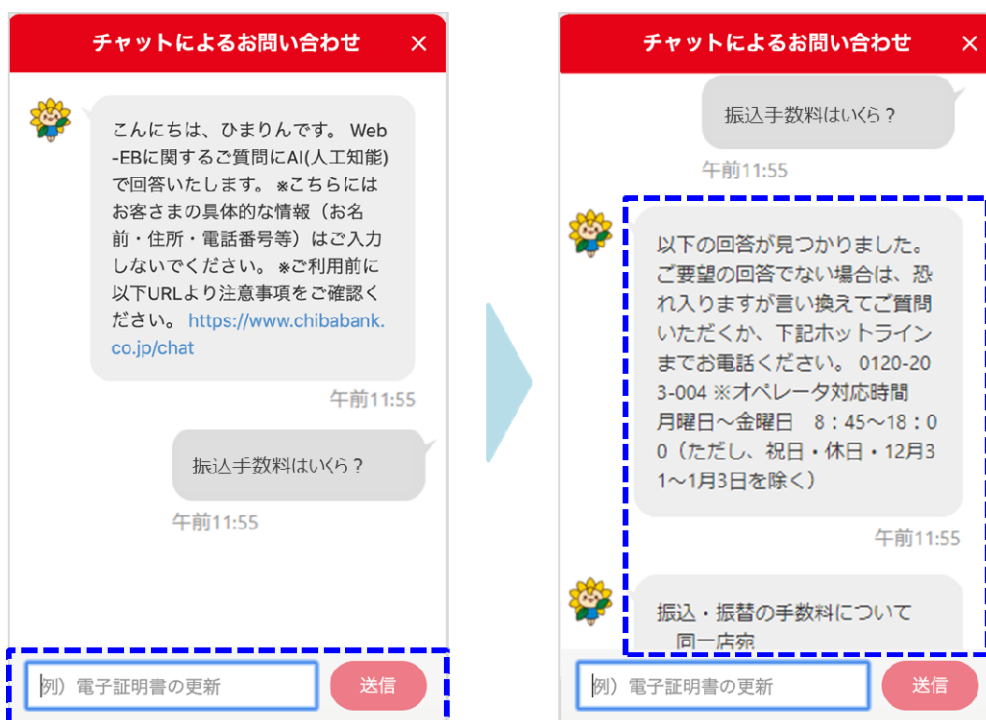 チャットによるお問い合わせ ×
こんにちは、ひまりんです。 Web
-EBに関するご質問にAI(人工知能)
で回答いたします。 ※こちらには
お客さまの具体的な情報（お名
前・住所・電話番号等）はご入力
しないでください。 ※ご利用前に
以下URLより注意事項をご確認く
ださい。 https://www.chibabank.
co.jp/chat
午前11:55
振込手数料はいくら？
午前11:55
例）電子証明書の更新
送信
チャットによるお問い合わせ ×
振込手数料はいくら？
午前11:55
以下の回答が見つかりました。
ご要望の回答でない場合は、恐
れ入りますが言い換えてご質問
いただくか、下記ホットライン
までお電話ください。 0120-20
3-004 ※オペレータ対応時間
月曜日～金曜日　8：45～18：0
0（ただし、祝日・休日・12月3
1～1月3日を除く）
午前11:55
振込・振替の手数料について
同一店宛
例）電子証明書の更新
送信